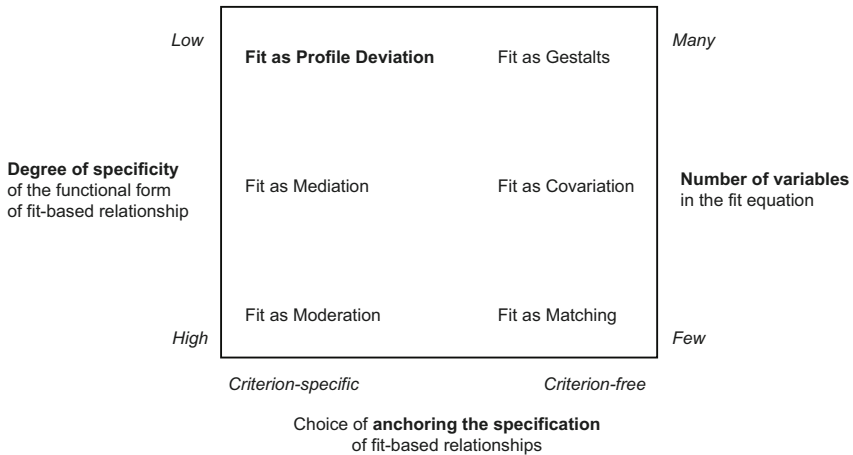 Low
Many
Fit as Profile Deviation
Fit as Gestalts
Degree of specificity
of the functional form
of fit-based relationship
Fit as Mediation
Fit as Covariation
Number of variables
in the fit equation
Fit as Moderation
Fit as Matching
High
Few
Criterion-specific
Criterion-free
Choice of anchoring the specification
of fit-based relationships